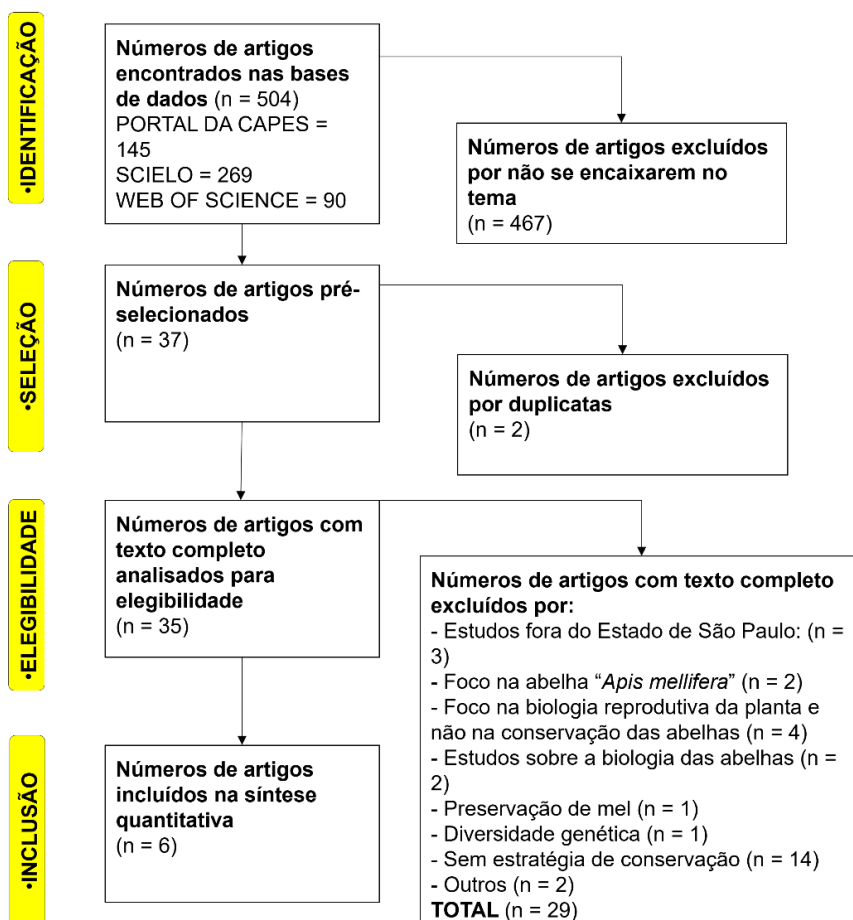 •IDENTIFICAÇÃO
Números de artigos
encontrados nas bases
de dados (n = 504)
PORTAL DA CAPES =
145
SCIELO = 269
WEB OF SCIENCE = 90
Números de artigos excluídos
por não se encaixarem no
tema
(n = 467)
•SELEÇÃO
Números de artigos pré-
selecionados
(n = 37)
Números de artigos excluídos
por duplicatas
(n = 2)
•ELEGIBILIDADE
Números de artigos com
texto completo
analisados para
elegibilidade
(n = 35)
Números de artigos com texto completo
excluídos por:
- Estudos fora do Estado de São Paulo: (n =
3)
- Foco na abelha “Apis mellifera” (n = 2)
- Foco na biologia reprodutiva da planta e
não na conservação das abelhas (n = 4)
- Estudos sobre a biologia das abelhas (n =
2)
- Preservação de mel (n = 1)
- Diversidade genética (n = 1)
- Sem estratégia de conservação (n = 14)
- Outros (n = 2)
TOTAL (n = 29)
•INCLUSÃO
Números de artigos
incluídos na síntese
quantitativa
(n = 6)